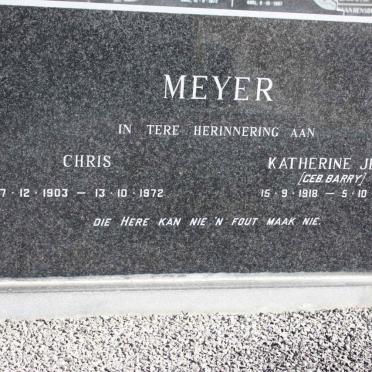 MEYER
IN TERE HERINNERING AAN
CHRIS KATHERINE
7 · 12 · 1903 — 13 · 10 · 1972 15 · 9 · 1918 — 5 · 10
(GEB. BARRY)
DIE HERE KAN NIE 'N FOUT MAAK NIE.